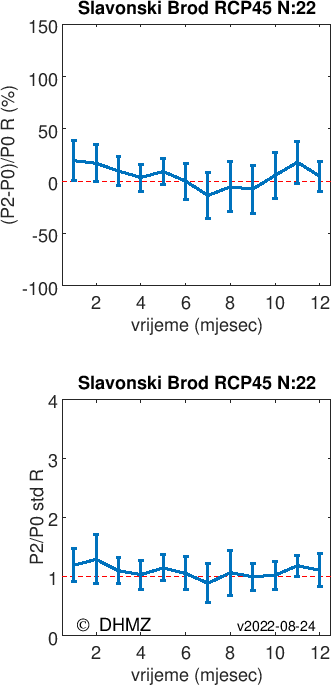 Slavonski Brod RCP45 N:22
150
100
50
0
-50
-100
(P2-P0)/P0 R (%)
2 4 6 8 10 12
vrijeme (mjesec)
Slavonski Brod RCP45 N:22
4
3
2
1
0
P2/P0 std R
© DHMZ v2022-08-24
2 4 6 8 10 12
vrijeme (mjesec)